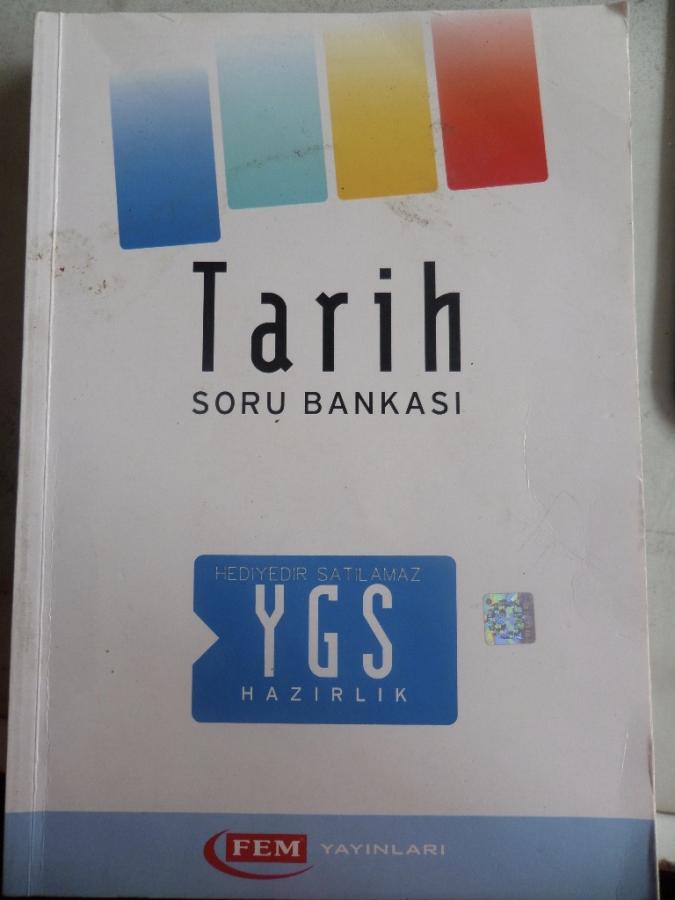 Tarih
SORU BANKASI
HEDİYEDİR SATILAMAZ
YGS
HAZIRLIK
FEM YAYINLARI